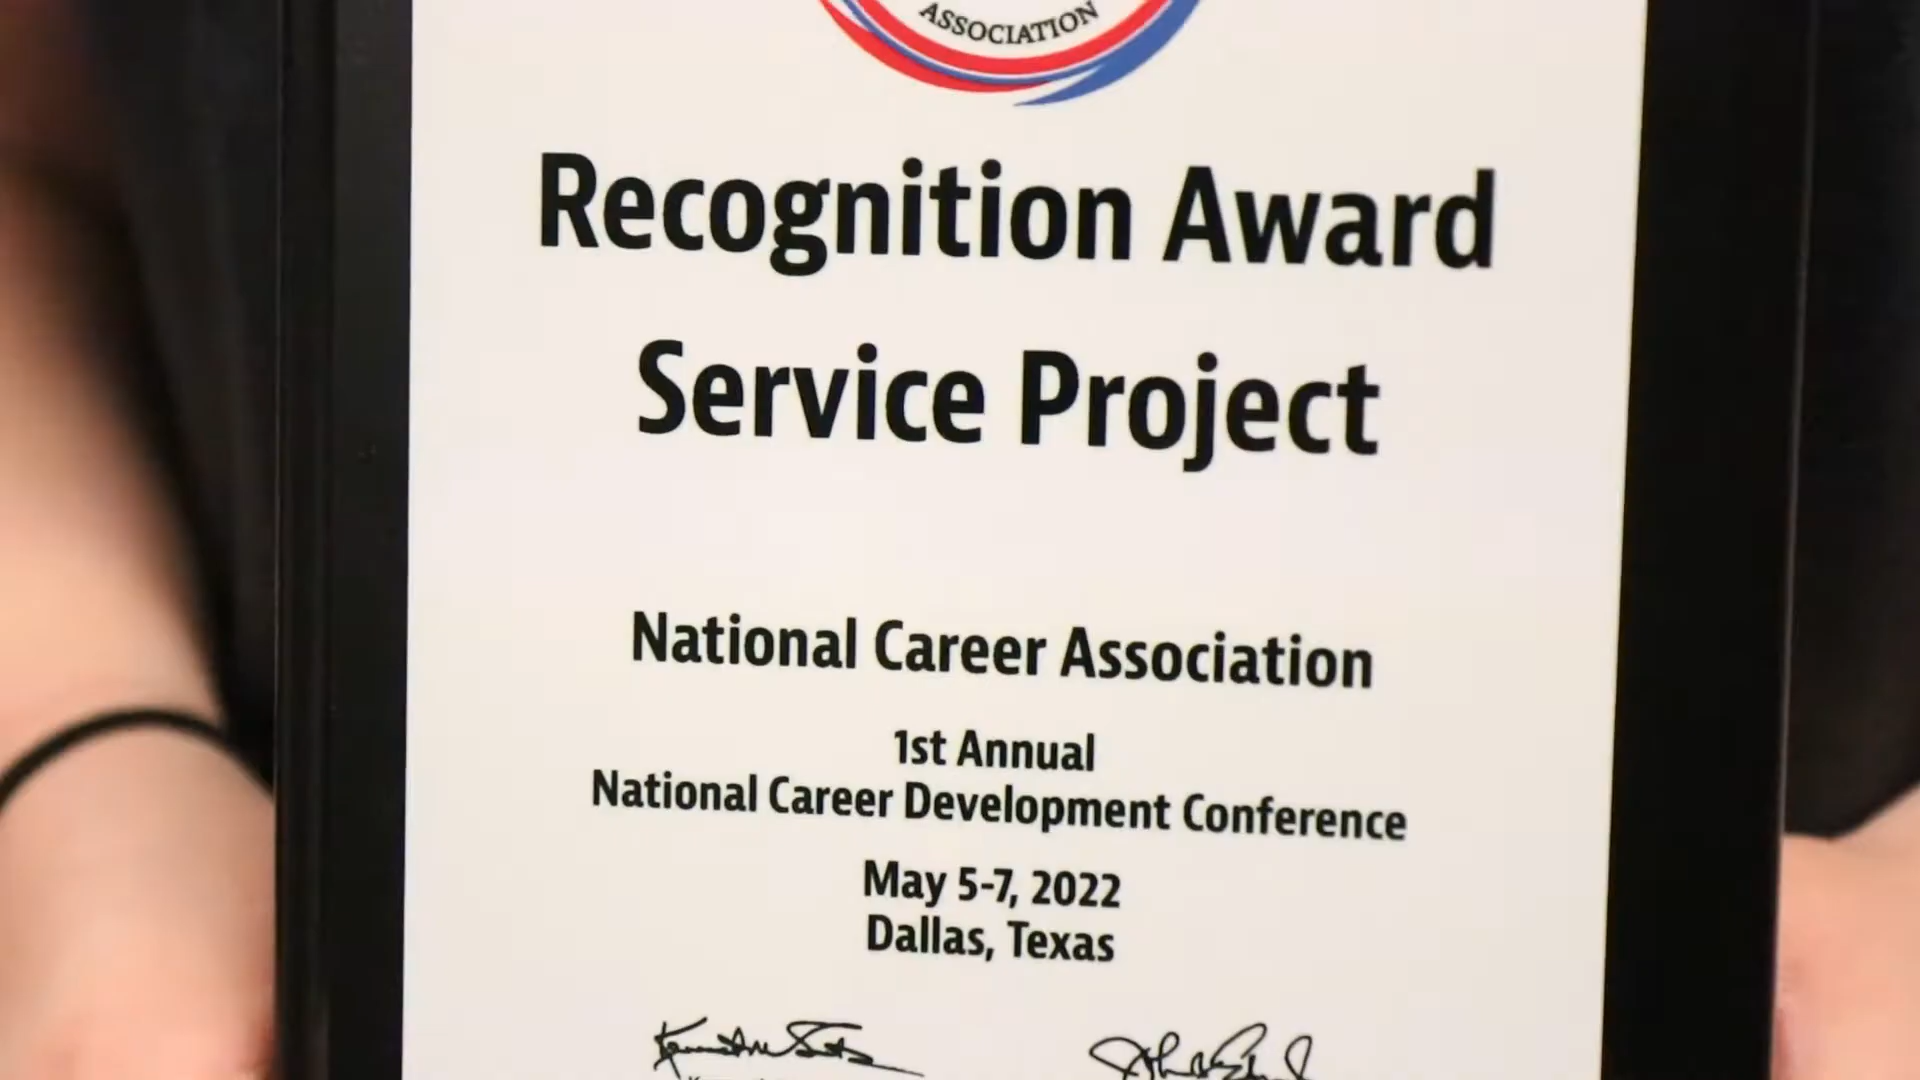 ASSOCIATION
Recognition Award
Service Project
National Career Association
1st Annual
National Career Development Conference
May 5-7, 2022
Dallas, Texas